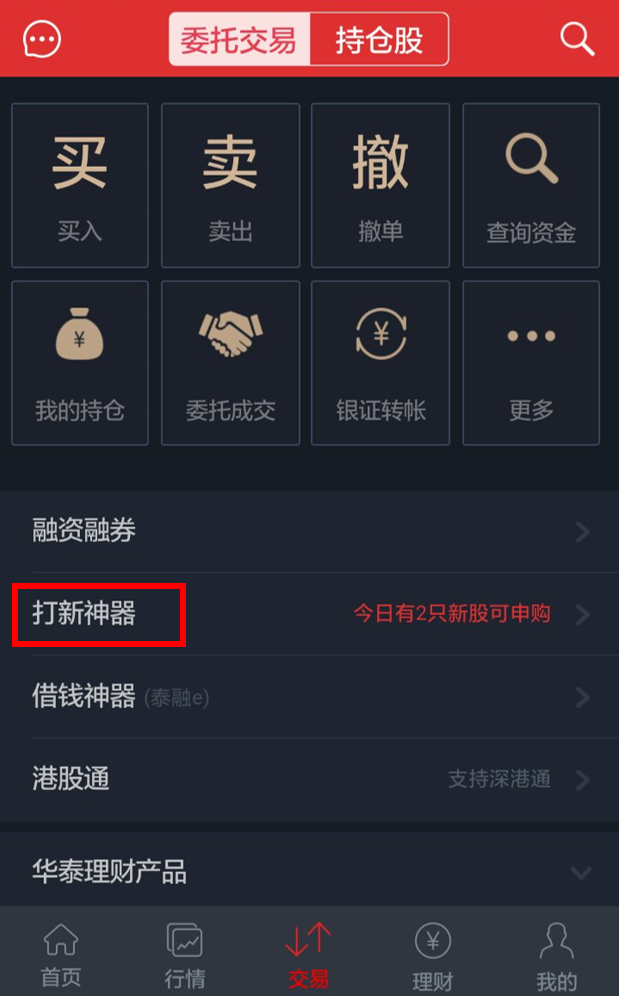 委托交易 持仓股
买 卖 撤
买入 卖出 撤单 查询资金
¥ ¥
我的持仓 委托成交 银证转帐 更多
融资融券
打新神器 今日有2只新股可申购
借钱神器 (泰融e)
港股通 支持深港通
华泰理财产品
¥
首页 行情 交易 理财 我的